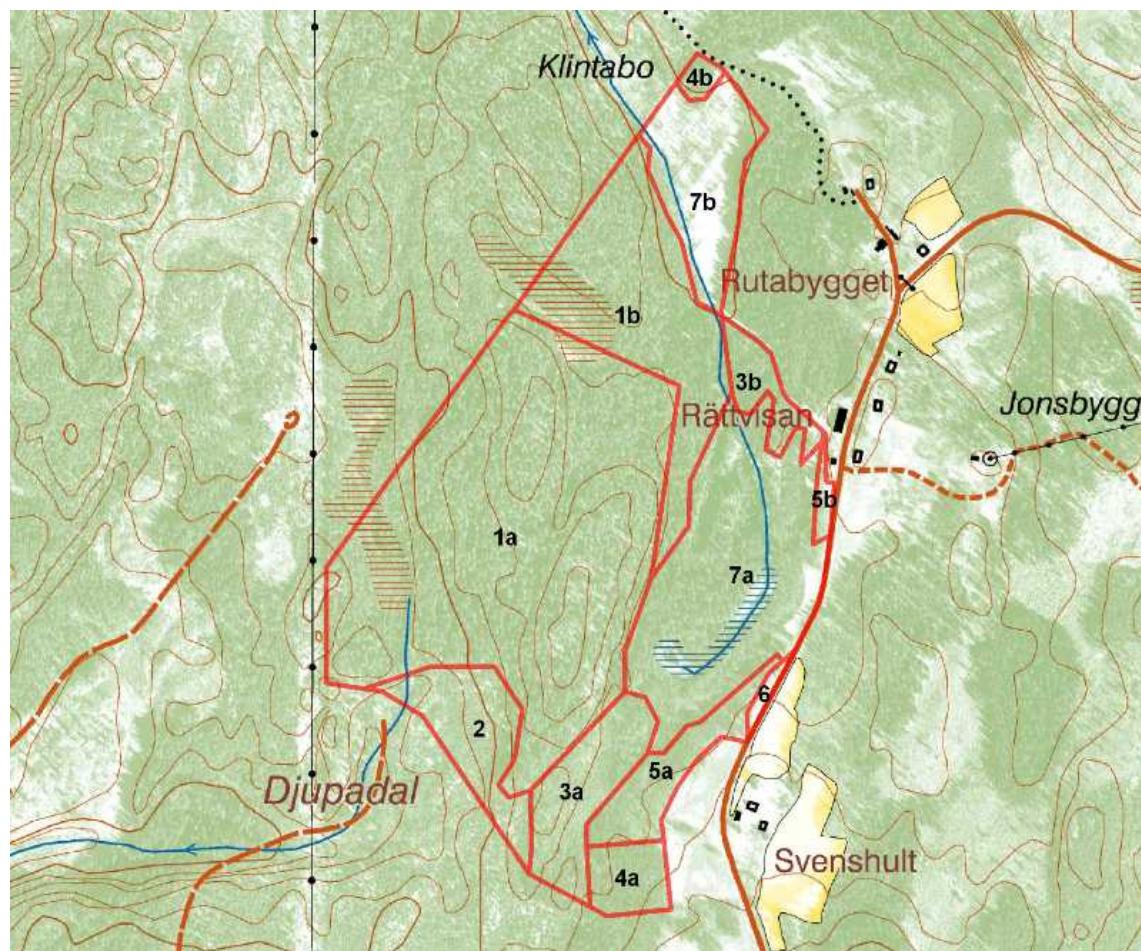 Klintabo
4b
7b
Rutabygget
1b
3b
Rättvisan
Jonsbygg
5b
1a
7a
6
2
5a
3a
Djupadal
Svenshult
4a